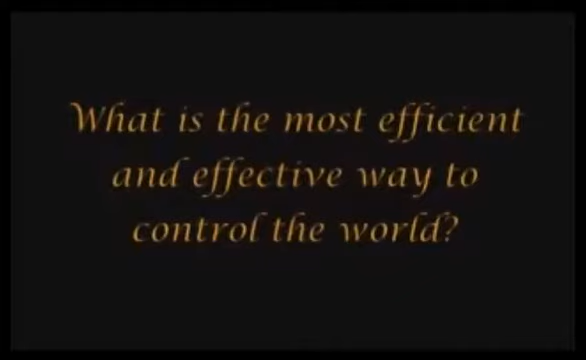 What is the most efficient
and effective way to
control the world?